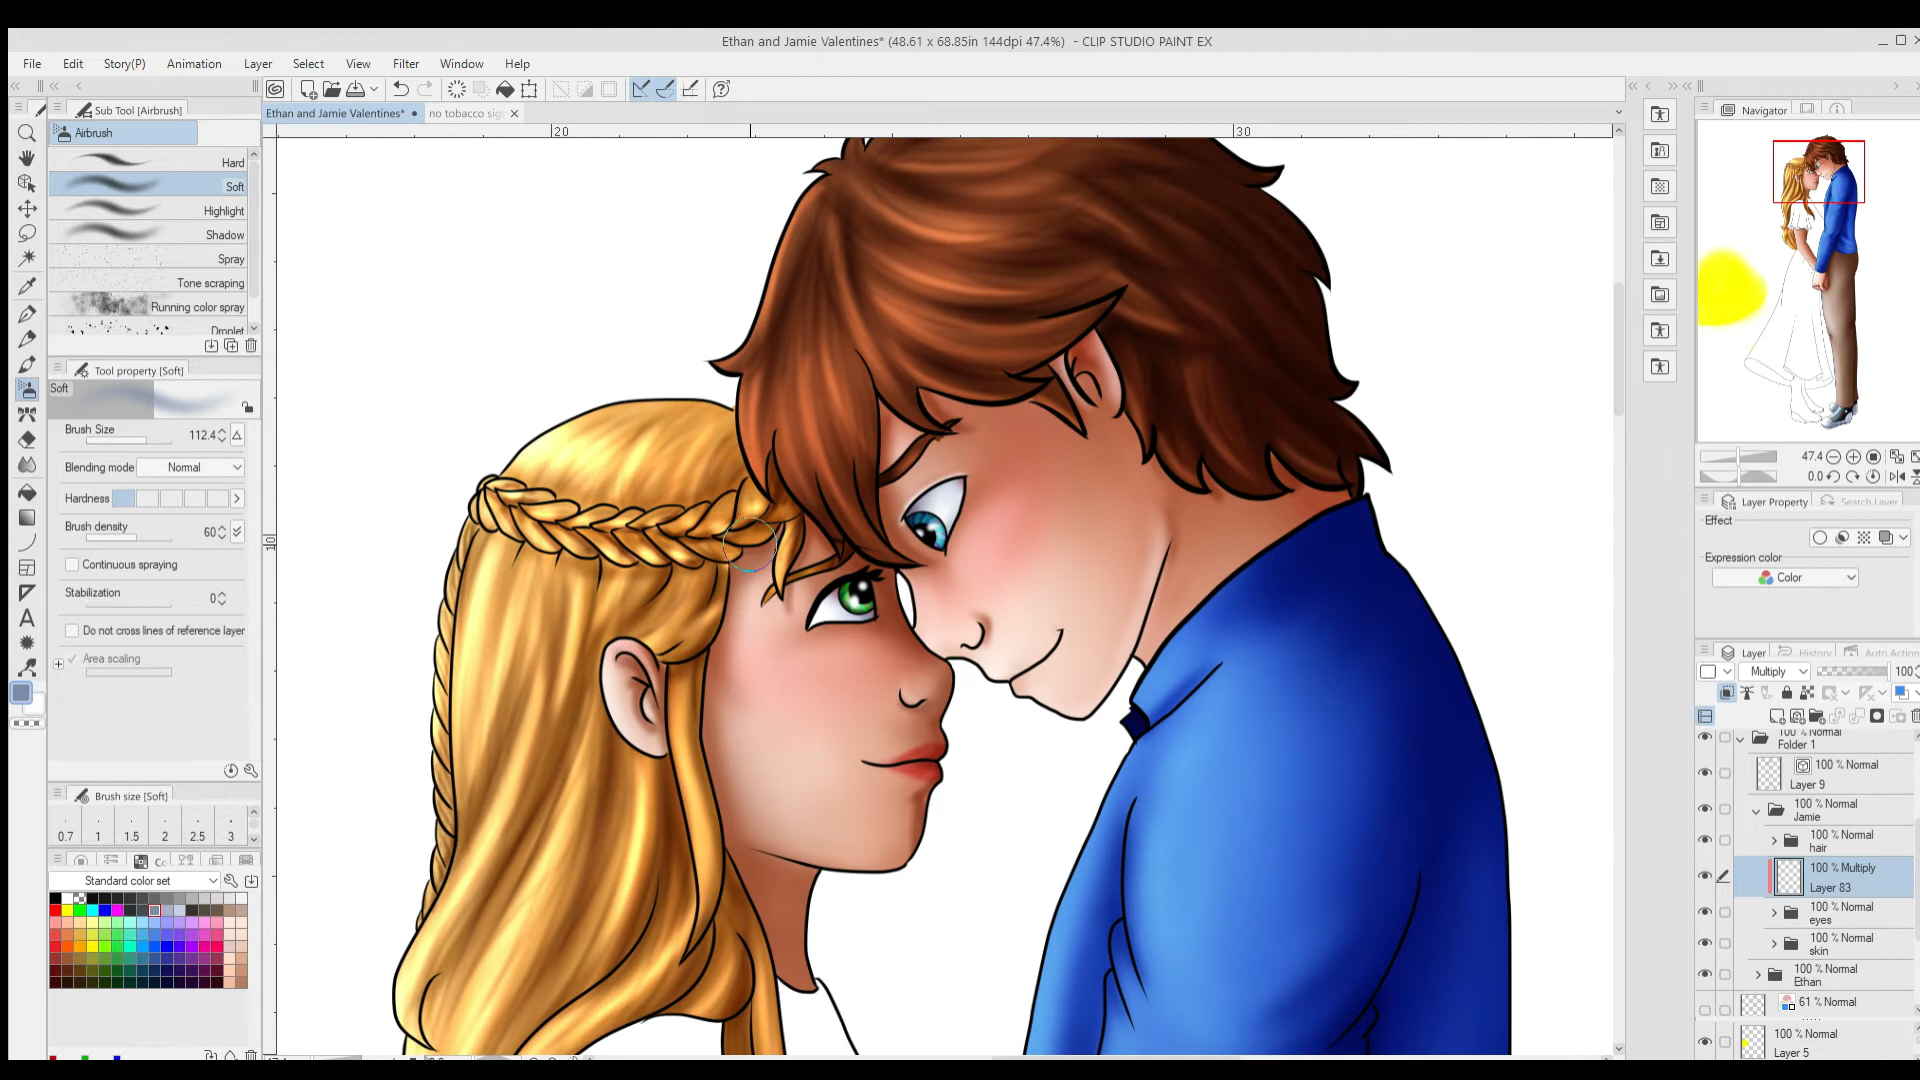 Ethan and Jamie Valentines* (48.61 x 68.85in 144dpi 47.4%) - CLIP STUDIO PAINT EX
File Edit Story(P) Animation Layer Select View Filter Window Help
Sub Tool [Airbrush]
Airbrush
Hard
Soft
Highlight
Shadow
Spray
Tone scraping
Running color spray
Droplet
Tool property [Soft]
Soft
Brush Size 112.4
Blending mode Normal
Hardness
Brush density 60
Continuous spraying
Stabilization 0
Do not cross lines of reference layer
Area scaling
Brush size [Soft]
0.7 1 1.5 2 2.5 3
Standard color set
Ethan and Jamie Valentines* no tobacco sig
20 30
10
Navigator
47.4
0.0
Layer Property Search Layer
Effect
Expression color
Color
Layer History Auto Action
Multiply 100
100 % Normal
Folder 1
100 % Normal
Layer 9
100 % Normal
Jamie
100 % Normal
hair
100 % Multiply
Layer 83
100 % Normal
eyes
100 % Normal
skin
100 % Normal
Ethan
61 % Normal
100 % Normal
Layer 5